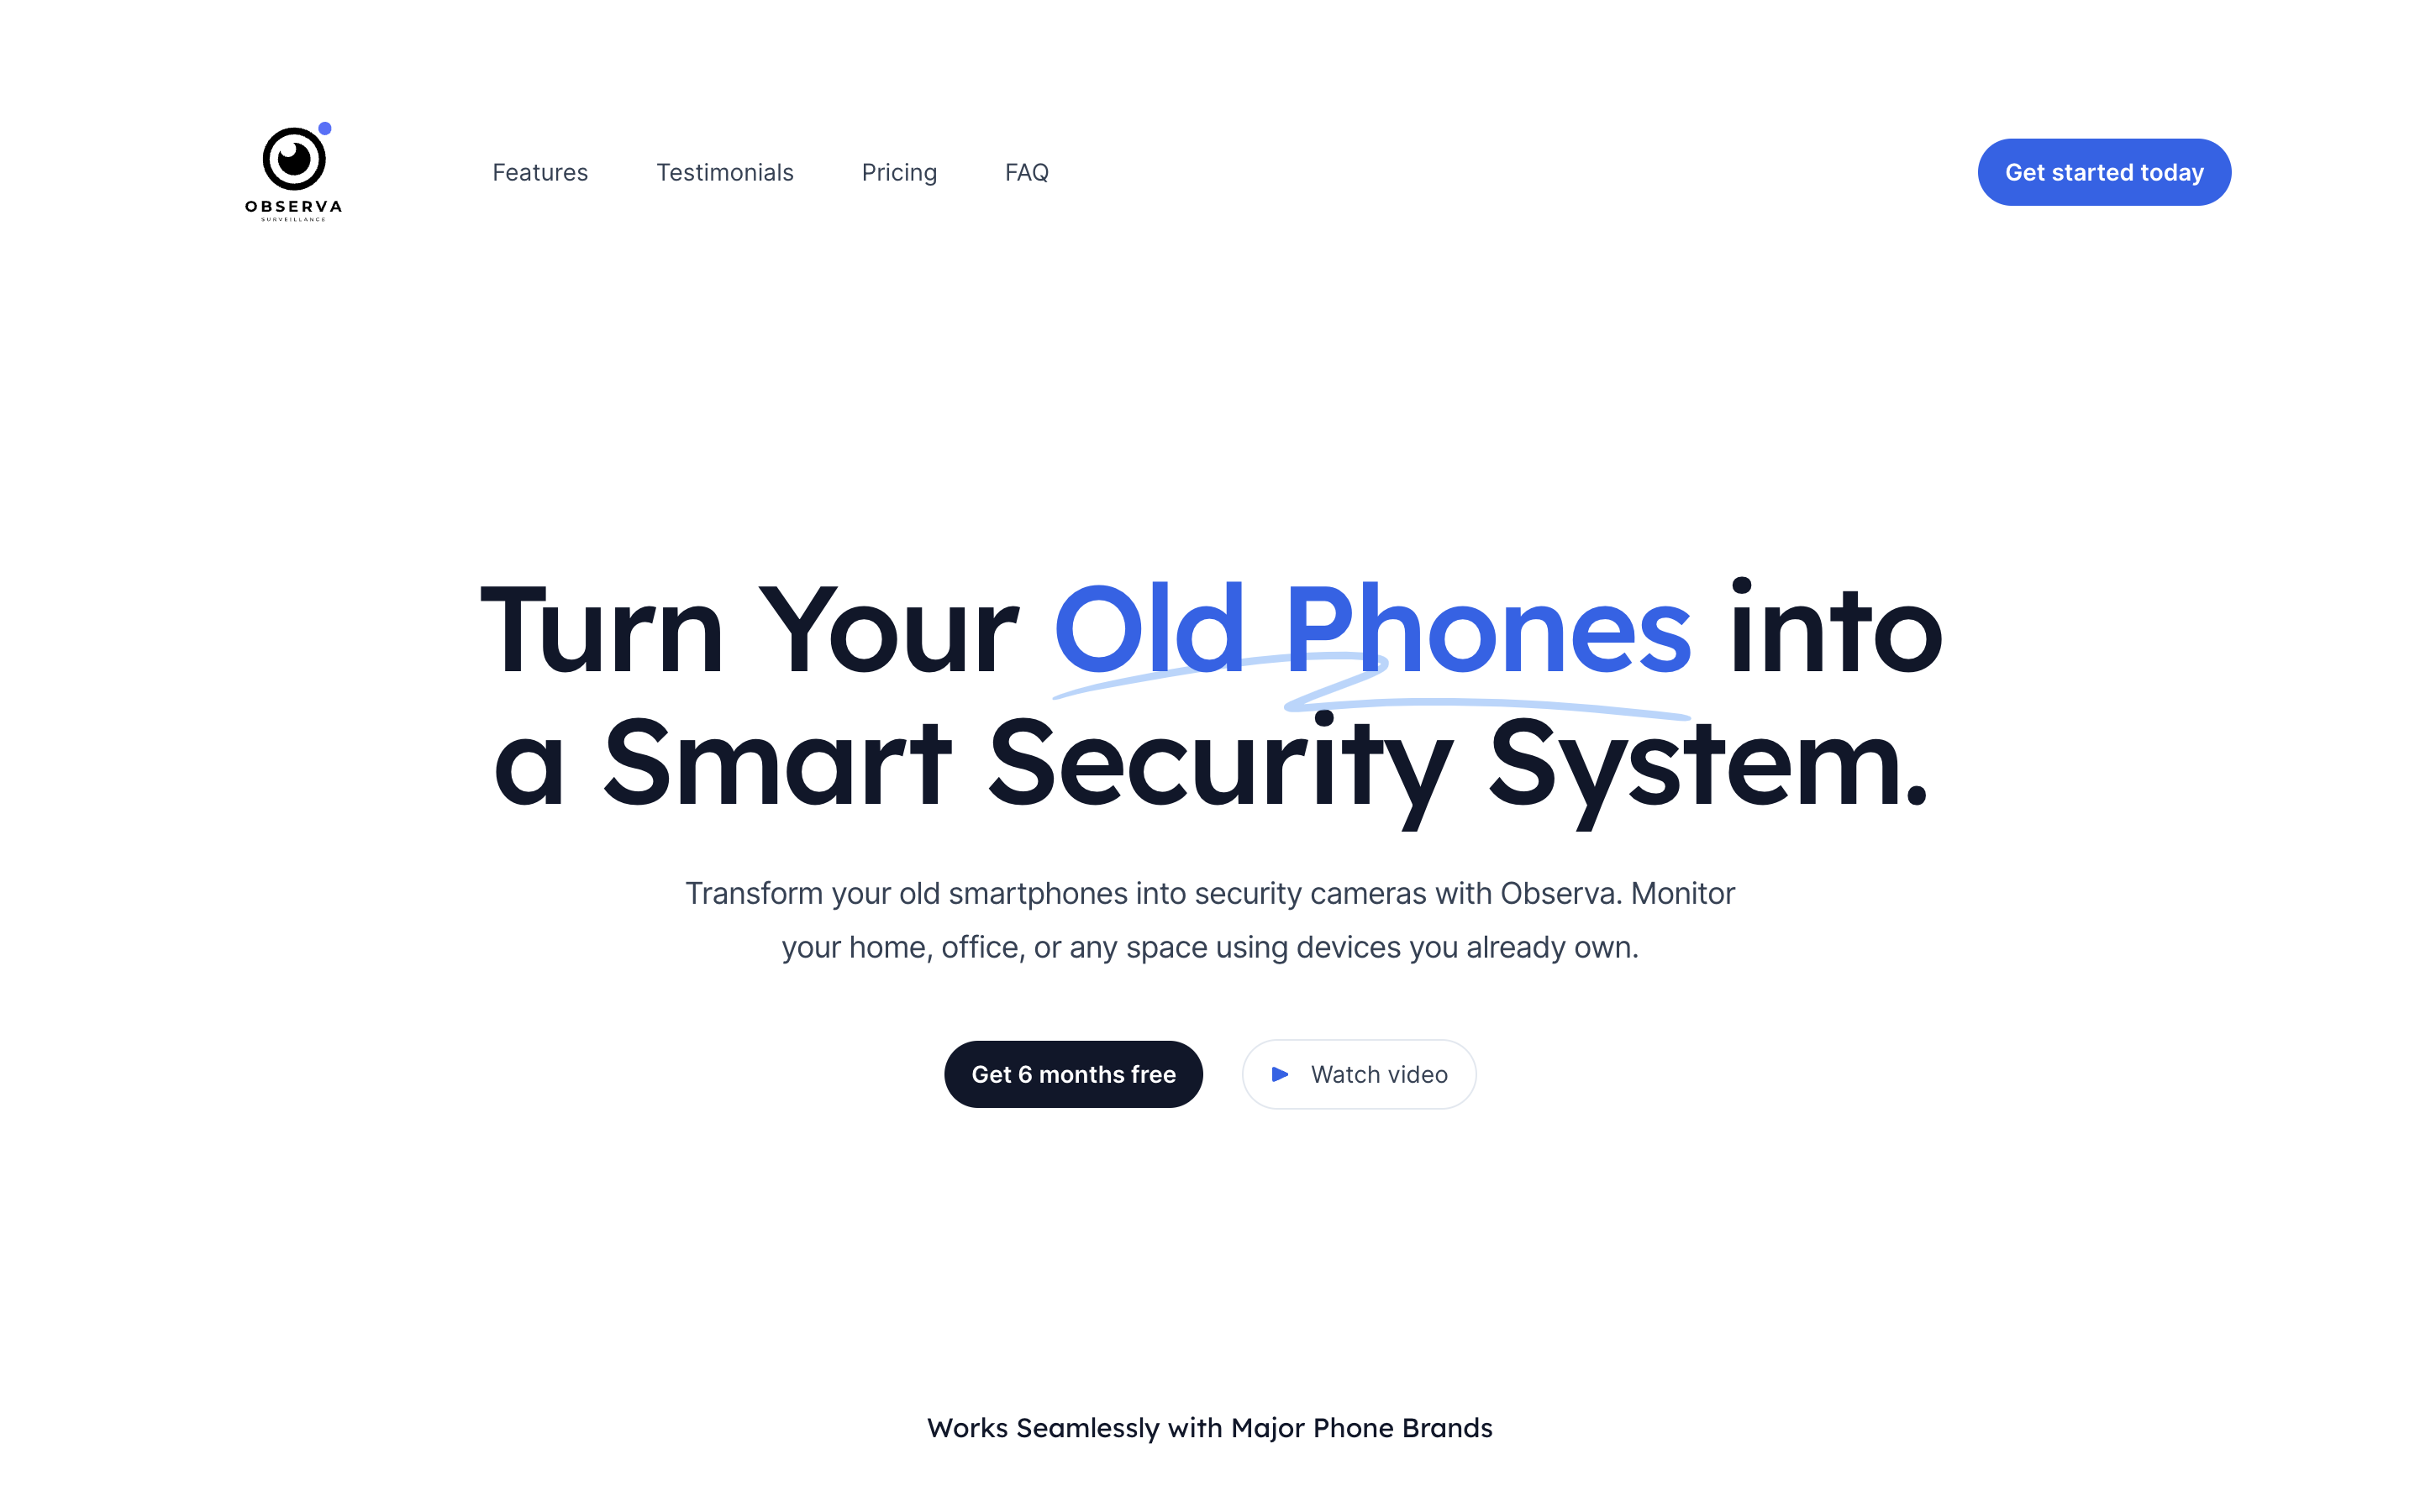 OBSERVA
SURVEILLANCE
Features
Testimonials
Pricing
FAQ
Get started today
Turn Your Old Phones into
a Smart Security System.
Transform your old smartphones into security cameras with Observa. Monitor
your home, office, or any space using devices you already own.
Get 6 months free
Watch video
Works Seamlessly with Major Phone Brands